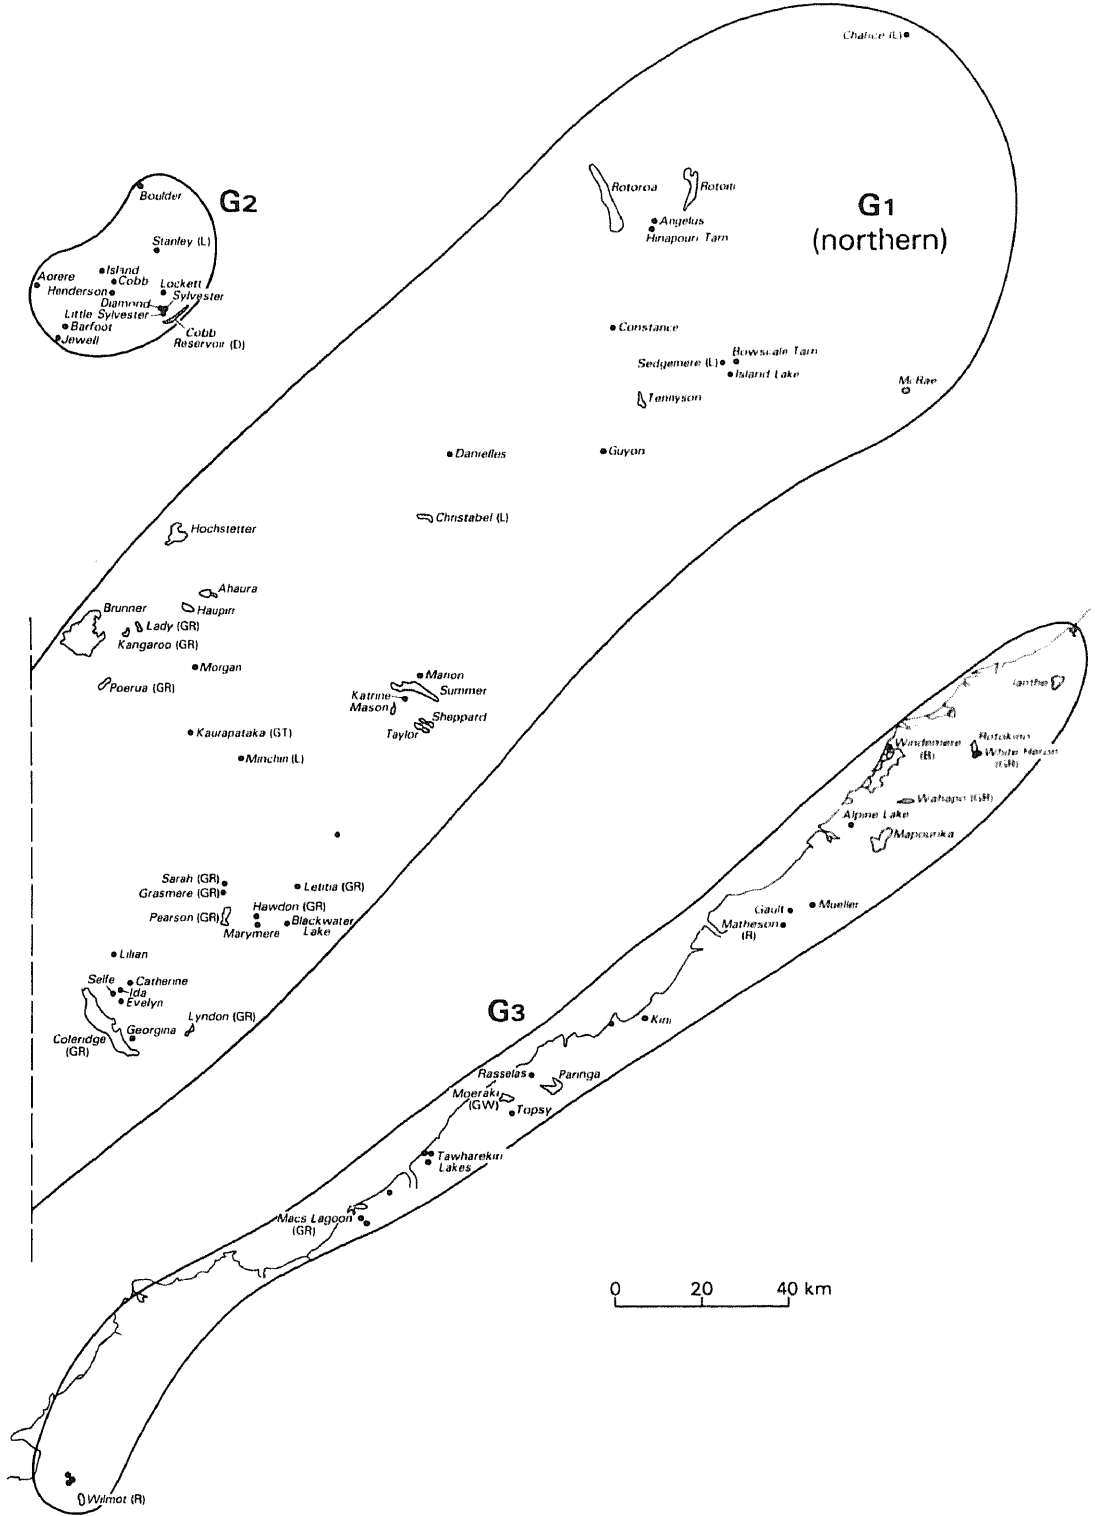 Chalice (L)
Rotoroa
Rotoiti
Angelus
Hinapouri Tarn
G1
(northern)
G2
Boulder
Stanley (L)
Island
Cobb
Aorere
Henderson
Lockett
Sylvester
Diamond
Little Sylvester
Barfoot
Jewell
Cobb
Reservoir (D)
Constance
Bowscale Tarn
Sedgemere (L)
Island Lake
McRae
Tennyson
Danielles
Guyon
Christabel (L)
Hochstetter
Ahaura
Haupiri
Brunner
Lady (GR)
Kangaroo (GR)
Morgan
Poerua (GR)
Marion
Summer
Katrine
Mason
Sheppard
Taylor
Kaurapataka (GT)
Minchin (L)
Sarah (GR)
Grasmere (GR)
Letitia (GR)
Hawdon (GR)
Pearson (GR)
Blackwater
Lake
Marymere
Lilian
Selfe
Catherine
Ida
Evelyn
Lyndon (GR)
Georgina
Coleridge
(GR)
Ianthe
Rotokino
Windemere
(B)
White Heron
(GR)
Wahapo (GR)
Alpine Lake
Mapourika
Gault
Mueller
Matheson
(R)
G3
Kini
Rasselas
Paringa
Moeraki
(GW)
Topsy
Tawharekiri
Lakes
Macs Lagoon
(GR)
0 20 40 km
Wilmot (R)